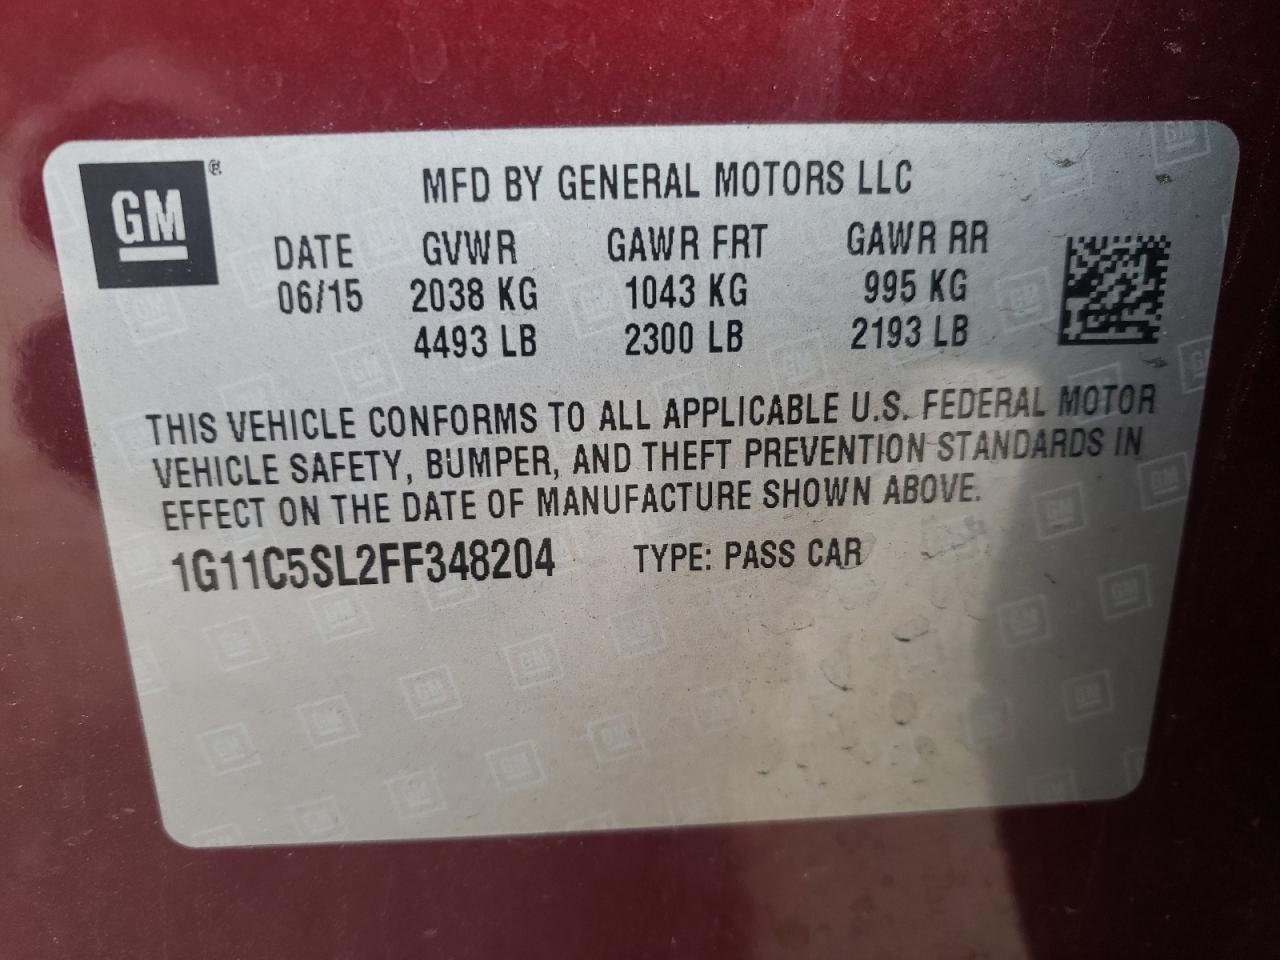 GM®
MFD BY GENERAL MOTORS LLC
DATE GVWR GAWR FRT GAWR RR
06/15 2038 KG 1043 KG 995 KG
4493 LB 2300 LB 2193 LB
THIS VEHICLE CONFORMS TO ALL APPLICABLE U.S. FEDERAL MOTOR
VEHICLE SAFETY, BUMPER, AND THEFT PREVENTION STANDARDS IN
EFFECT ON THE DATE OF MANUFACTURE SHOWN ABOVE.
1G11C5SL2FF348204 TYPE: PASS CAR